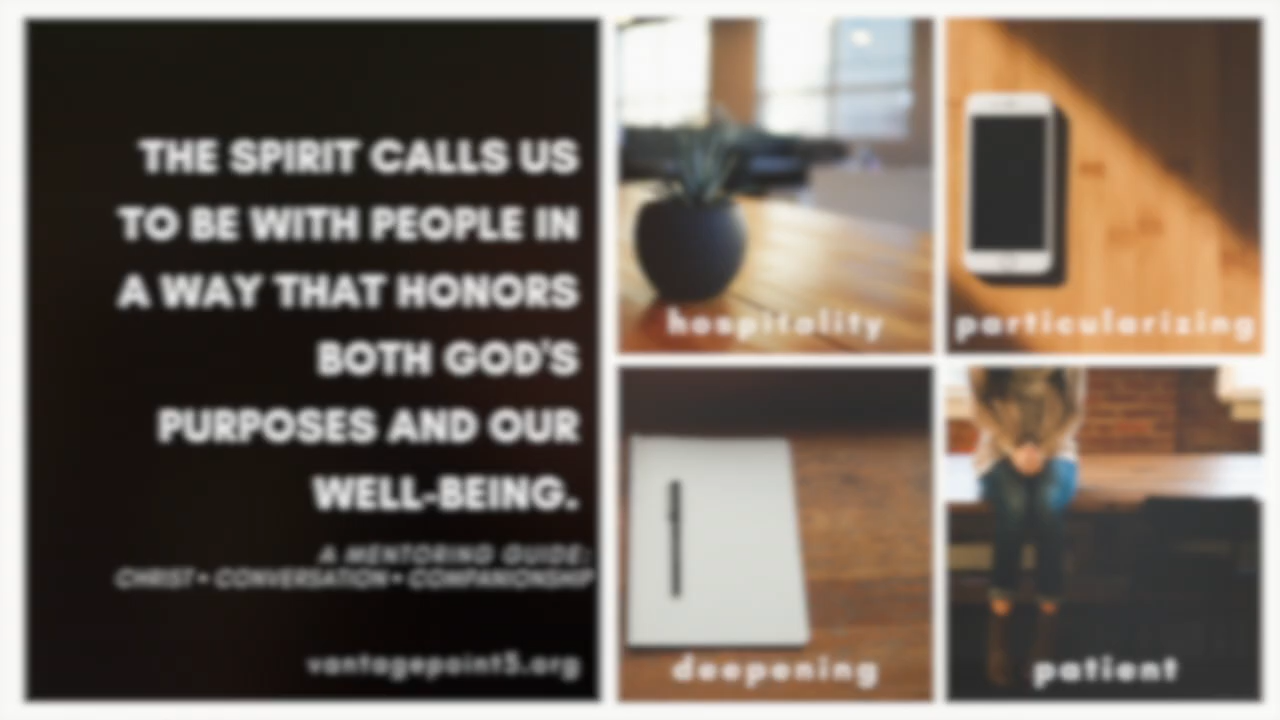 THE SPIRIT CALLS US
TO BE WITH PEOPLE IN
A WAY THAT HONORS
BOTH GOD'S
PURPOSES AND OUR
WELL-BEING.
A MENTORING GUIDE:
CHRIST • CONVERSATION • COMPANIONSHIP
vantagepoint3.org
hospitality
particularizing
deepening
patient